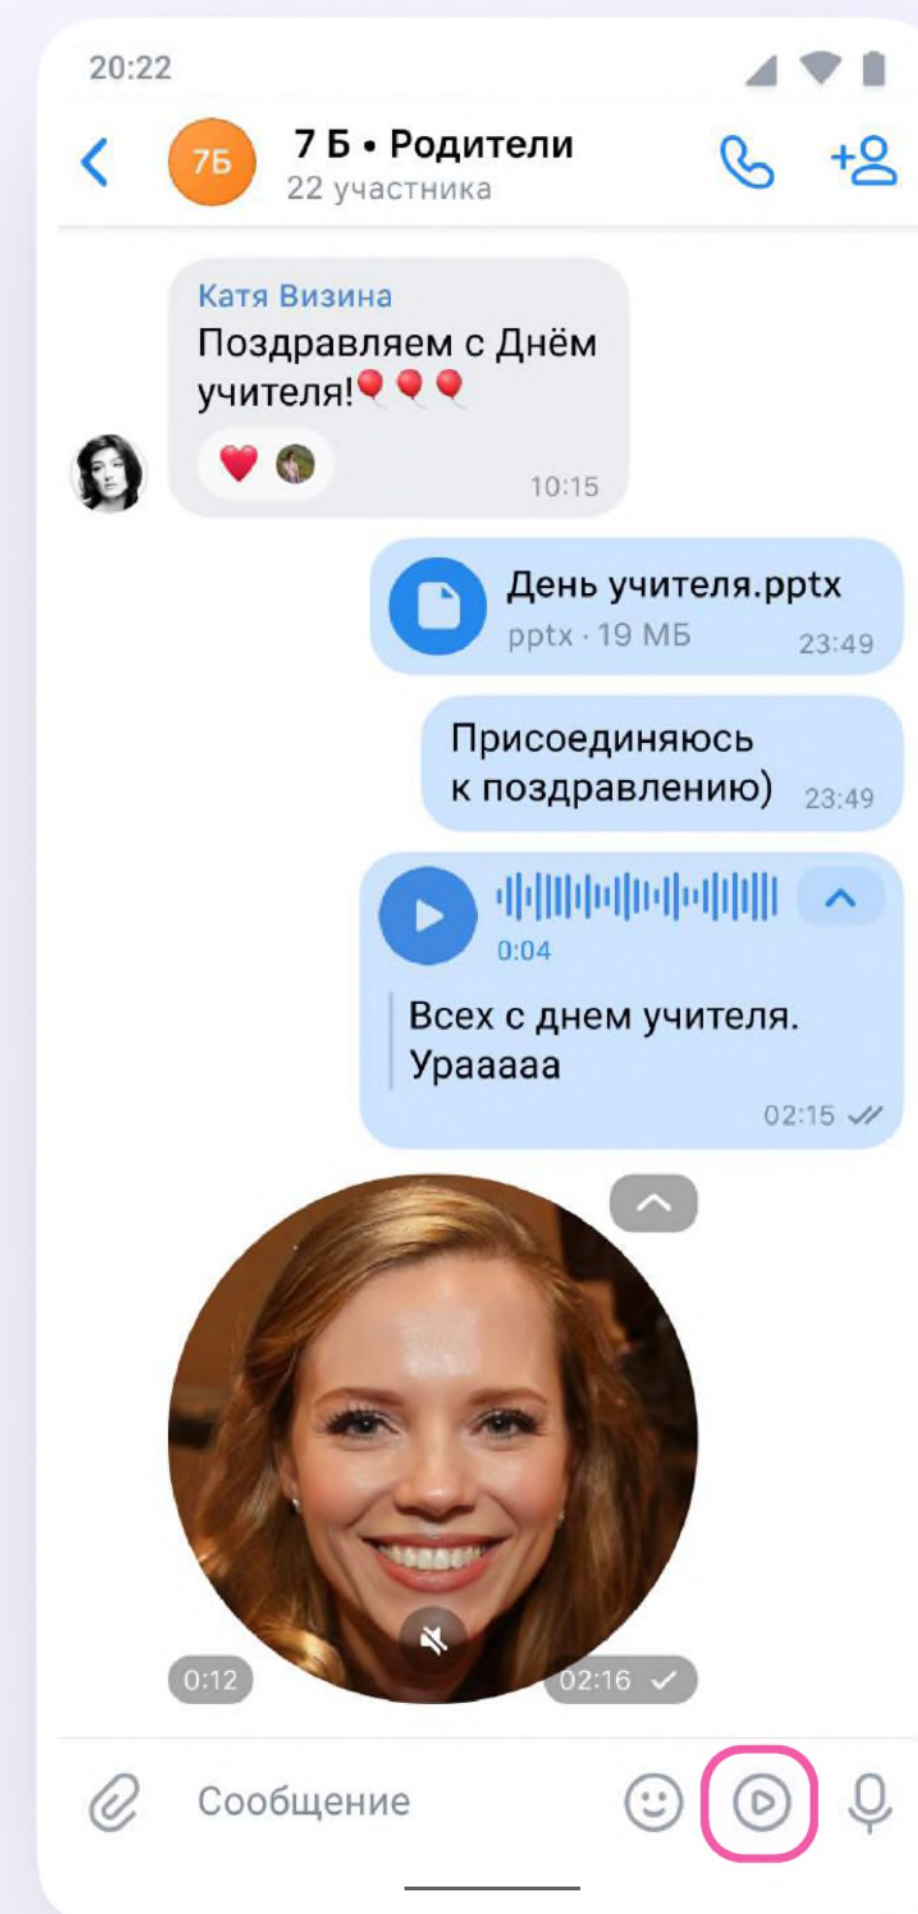 20:22
7Б
7 Б • Родители
22 участника
Катя Визина
Поздравляем с Днём
учителя!🎈🎈🎈
10:15
День учителя.pptx
pptx · 19 МБ
23:49
Присоединяюсь
к поздравлению)
23:49
0:04
Всех с днем учителя.
Урааааа
02:15
0:12
02:16
Сообщение